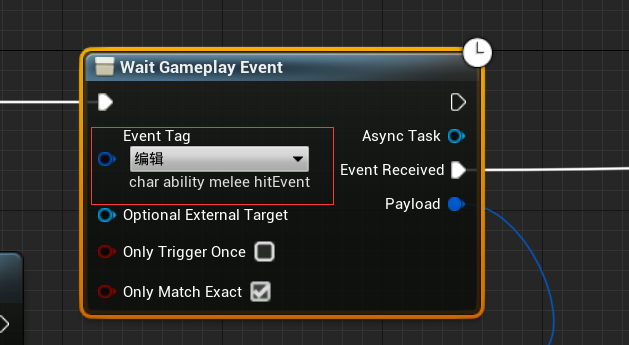 Wait Gameplay Event
Event Tag
编辑
char ability melee hitEvent
Async Task
Event Received
Payload
Optional External Target
Only Trigger Once
Only Match Exact